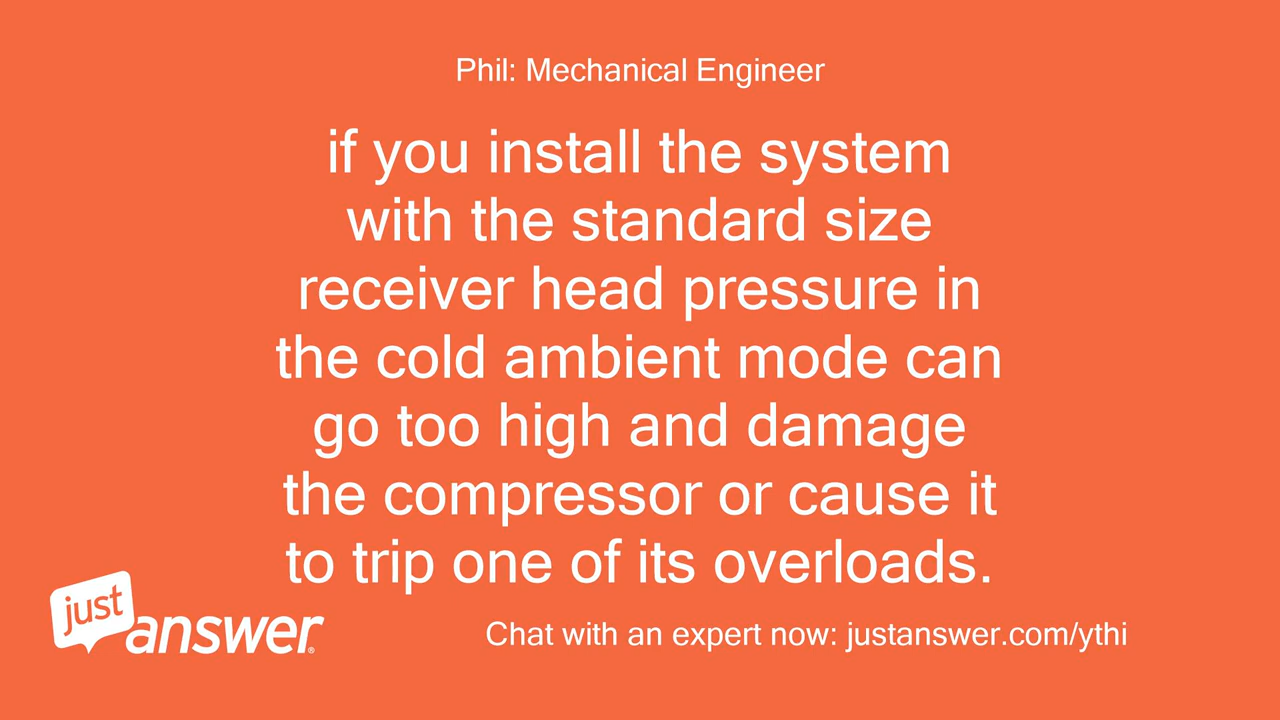 Phil: Mechanical Engineer
if you install the system
with the standard size
receiver head pressure in
the cold ambient mode can
go too high and damage
the compressor or cause it
to trip one of its overloads.
just
answer®
Chat with an expert now: justanswer.com/ythi